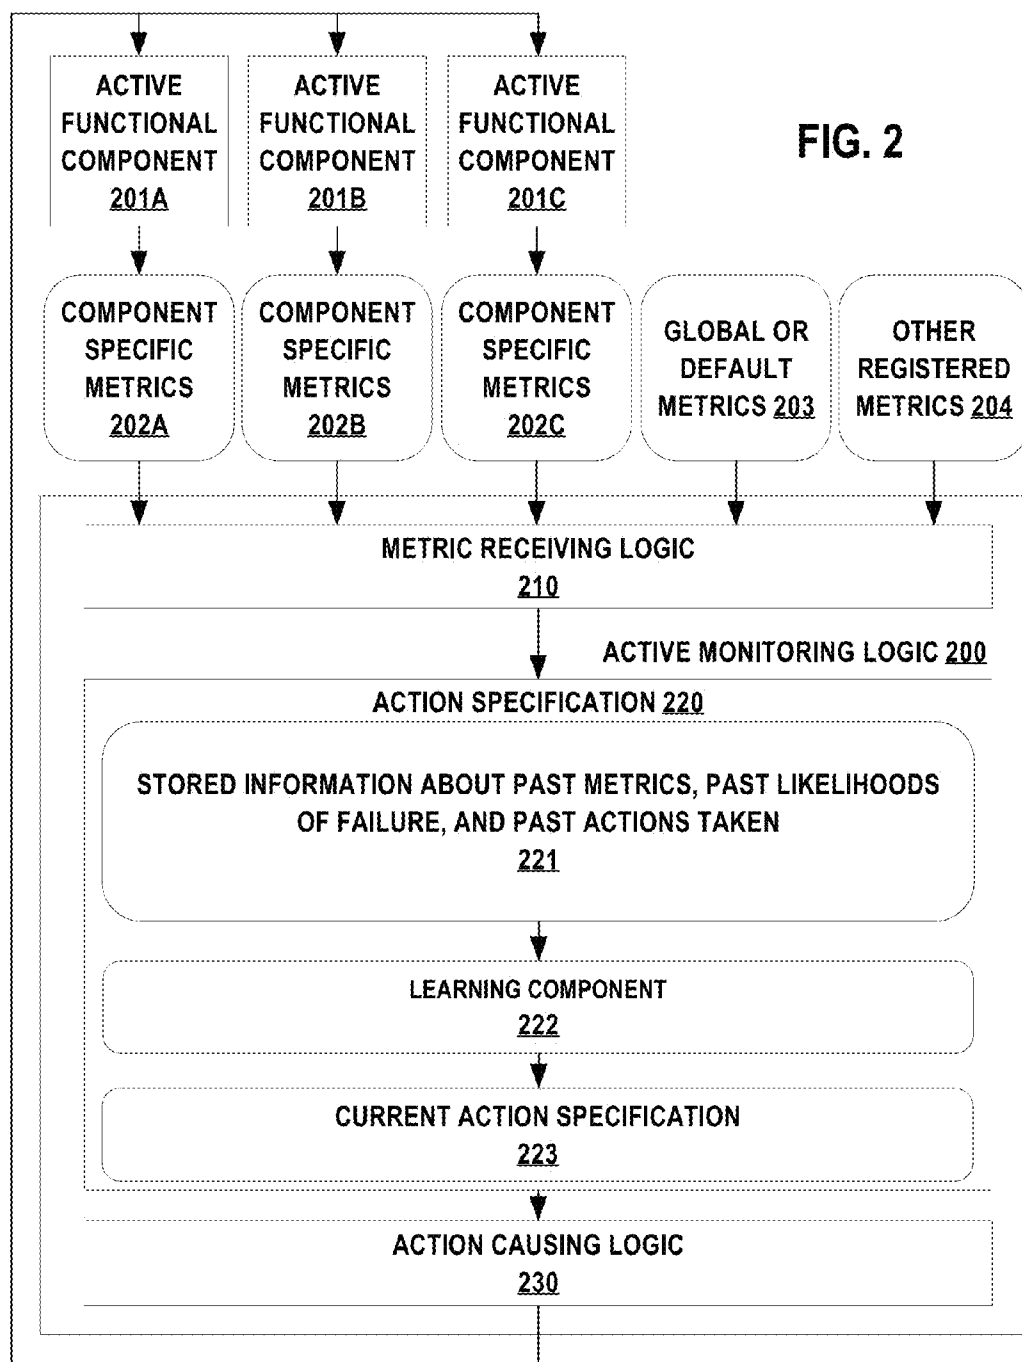 ACTIVE
FUNCTIONAL
COMPONENT
201A
ACTIVE
FUNCTIONAL
COMPONENT
201B
ACTIVE
FUNCTIONAL
COMPONENT
201C
FIG. 2
COMPONENT
SPECIFIC
METRICS
202A
COMPONENT
SPECIFIC
METRICS
202B
COMPONENT
SPECIFIC
METRICS
202C
GLOBAL OR
DEFAULT
METRICS 203
OTHER
REGISTERED
METRICS 204
METRIC RECEIVING LOGIC
210
ACTIVE MONITORING LOGIC 200
ACTION SPECIFICATION 220
STORED INFORMATION ABOUT PAST METRICS, PAST LIKELIHOODS
OF FAILURE, AND PAST ACTIONS TAKEN
221
LEARNING COMPONENT
222
CURRENT ACTION SPECIFICATION
223
ACTION CAUSING LOGIC
230